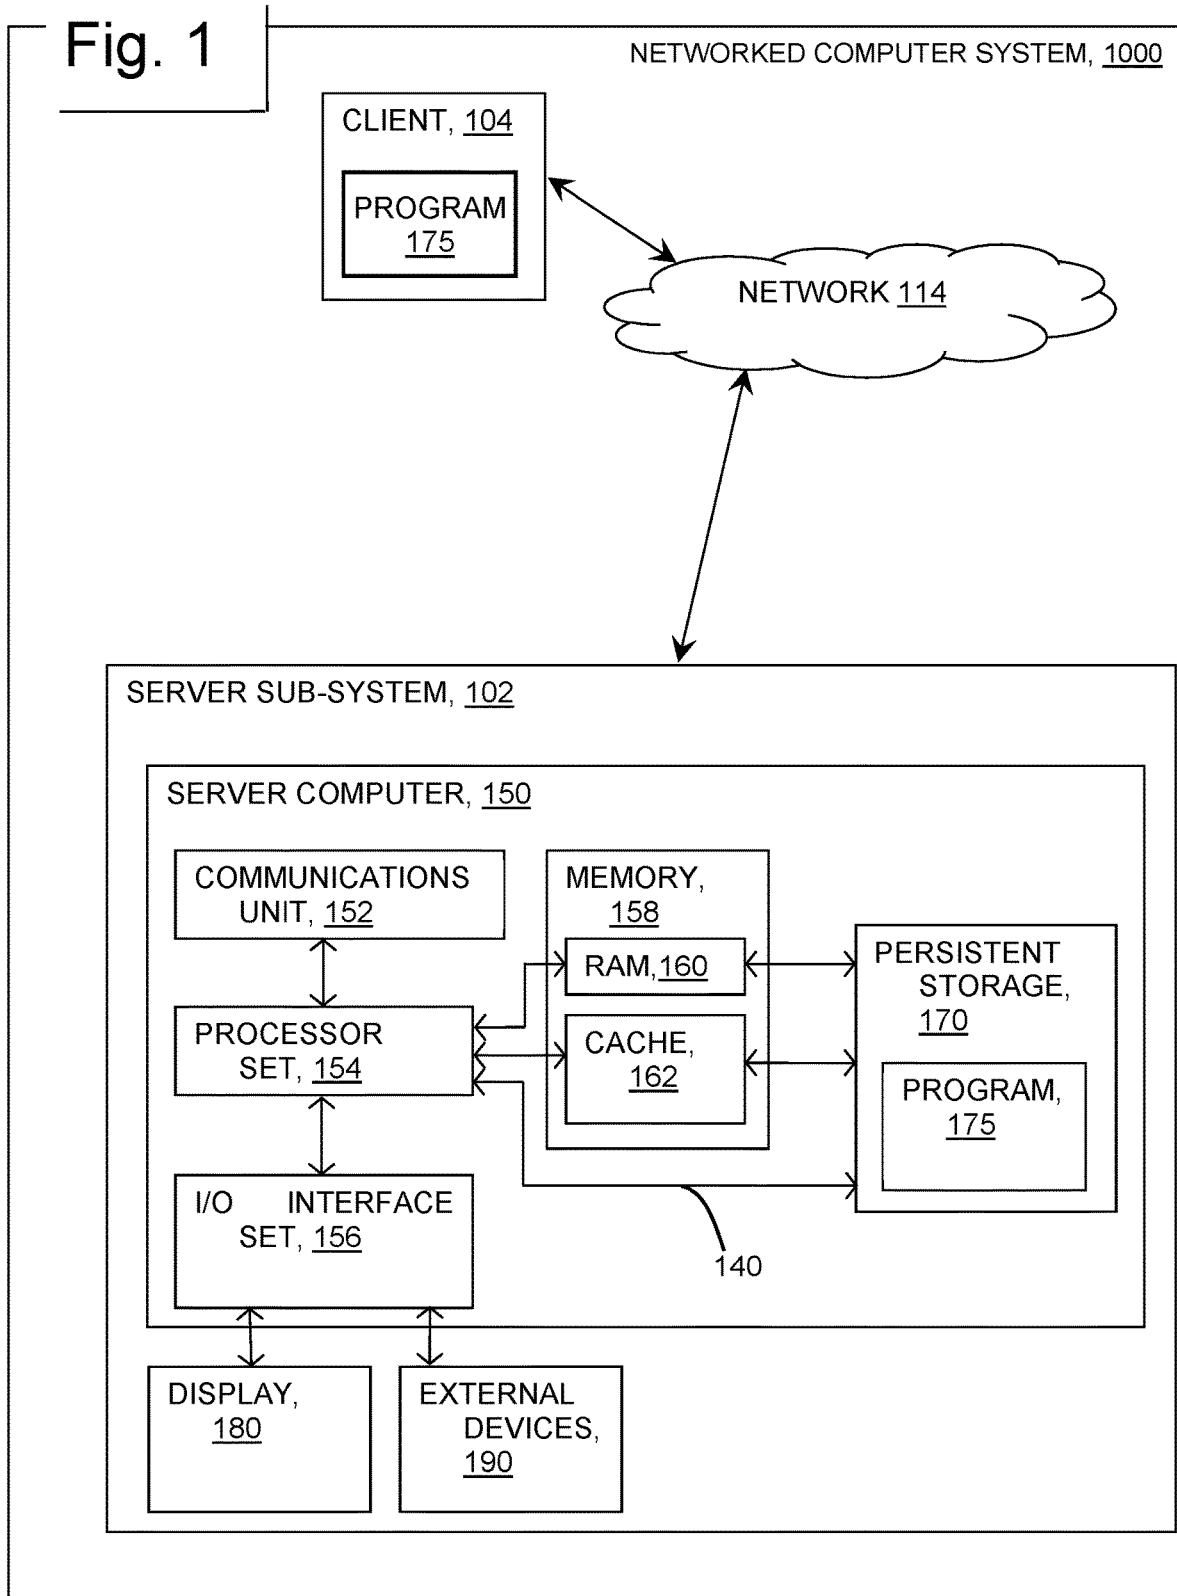 Fig. 1
NETWORKED COMPUTER SYSTEM, 1000
CLIENT, 104
PROGRAM
175
NETWORK 114
SERVER SUB-SYSTEM, 102
SERVER COMPUTER, 150
COMMUNICATIONS
UNIT, 152
MEMORY,
158
RAM, 160
PERSISTENT
STORAGE,
170
PROCESSOR
SET, 154
CACHE,
162
PROGRAM,
175
I/O INTERFACE
SET, 156
140
DISPLAY,
180
EXTERNAL
DEVICES,
190